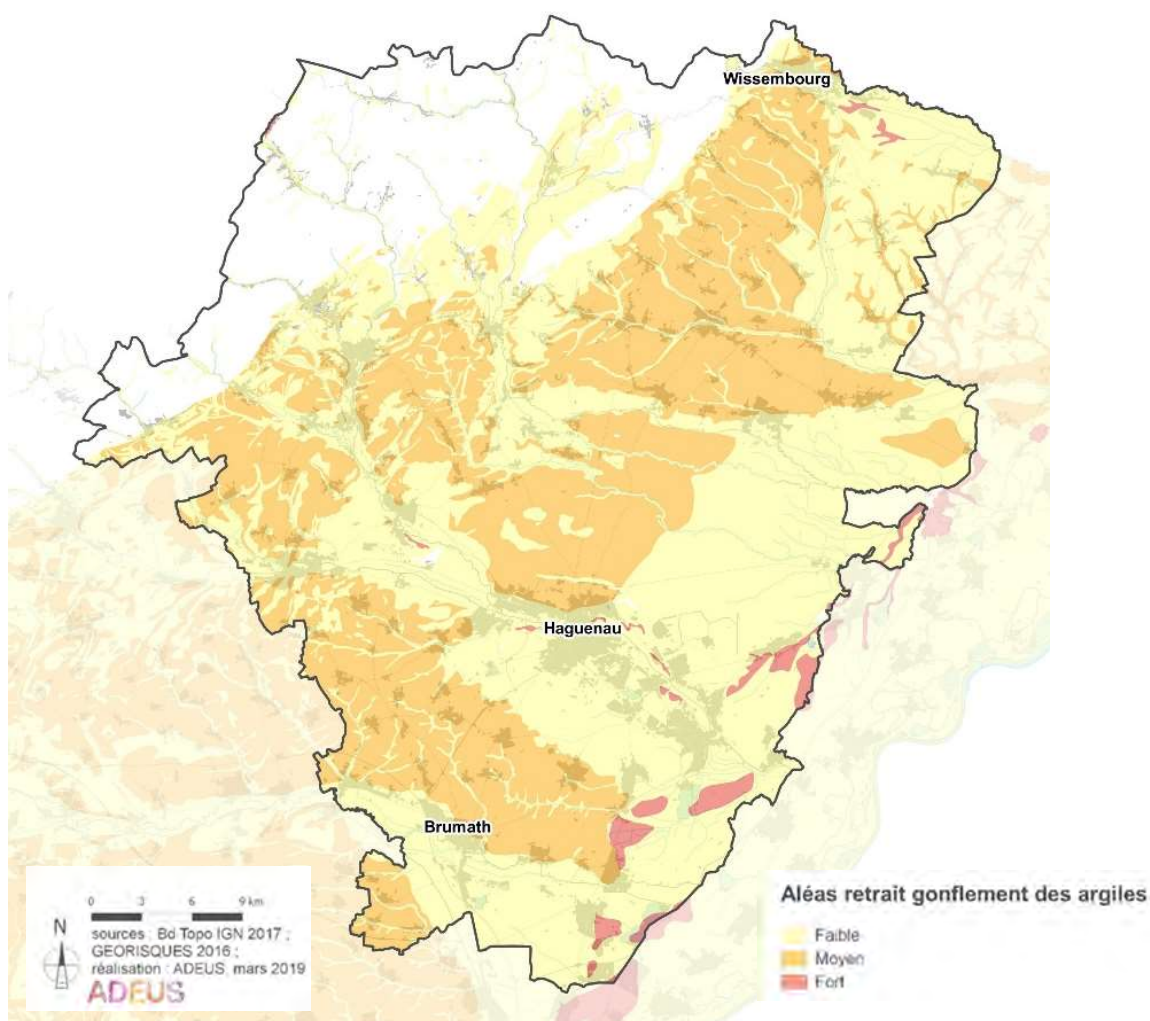 Wissembourg
Haguenau
Brumath
0 3 6 9 km
N
sources : Bd Topo IGN 2017 ;
GEORISQUES 2016 ;
réalisation : ADEUS, mars 2019
ADEUS
Aléas retrait gonflement des argiles
Faible
Moyen
Fort